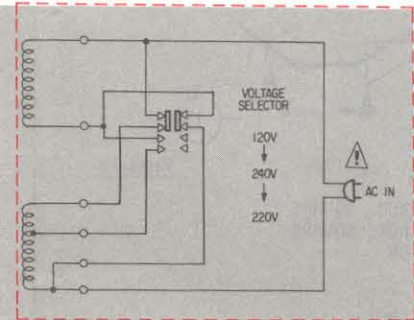 VOLTAGE
SELECTOR
120V
240V
220V
AC IN